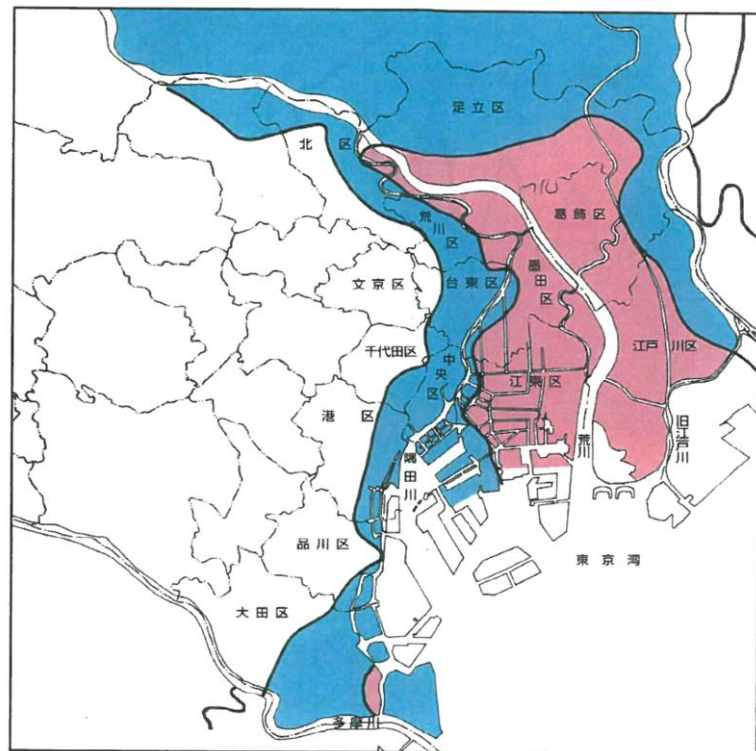 足立区
北区
葛飾区
荒川区
墨田区
文京区
台東区
千代田区
中央区
江戸川区
江東区
港区
旧江戸川
荒川
隅田川
品川区
東京湾
大田区
多摩川